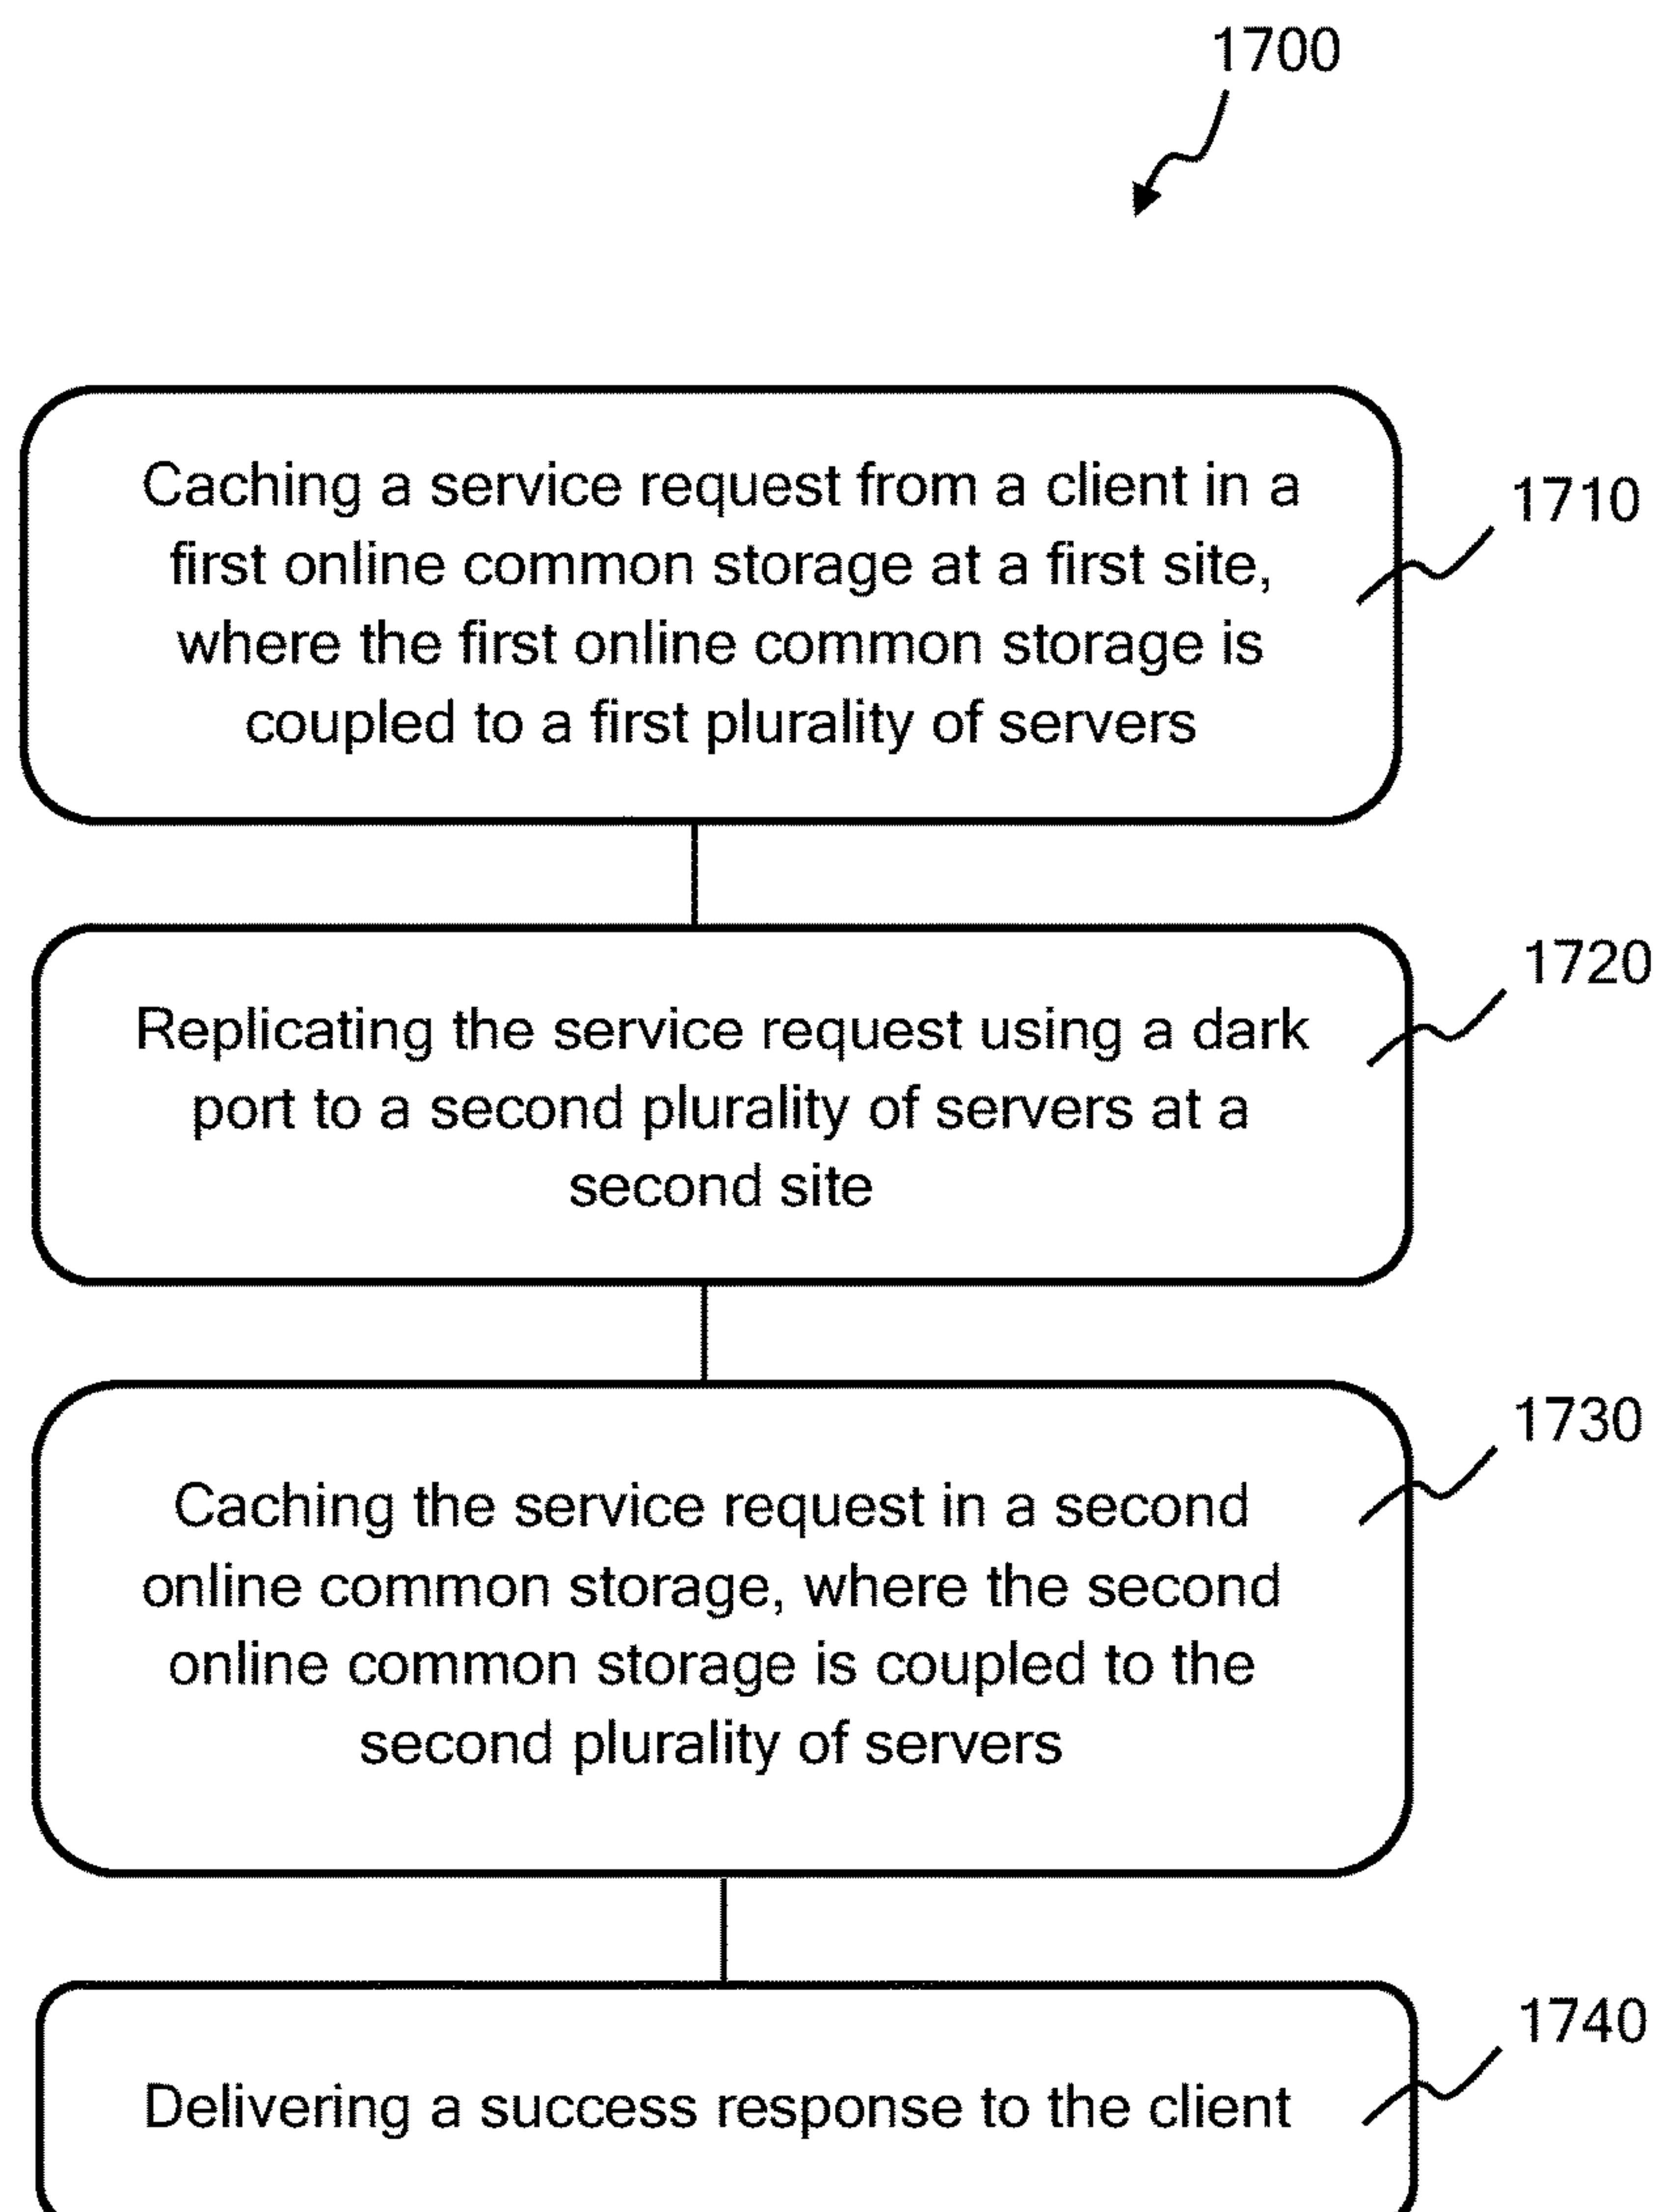 1700
Caching a service request from a client in a
first online common storage at a first site,
where the first online common storage is
coupled to a first plurality of servers
1710
Replicating the service request using a dark
port to a second plurality of servers at a
second site
1720
Caching the service request in a second
online common storage, where the second
online common storage is coupled to the
second plurality of servers
1730
Delivering a success response to the client
1740